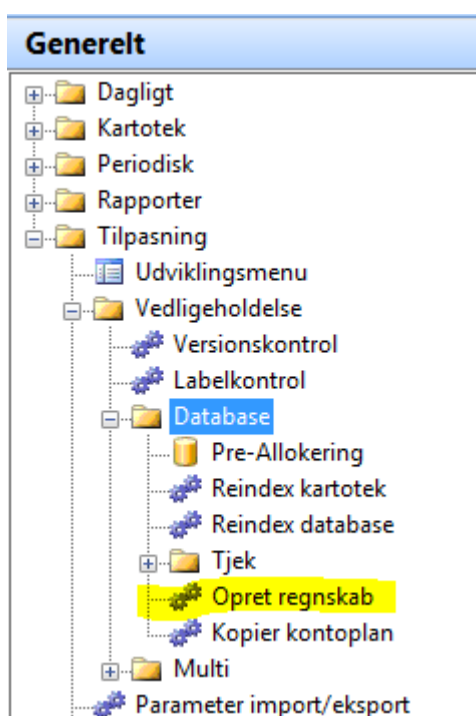 Generelt
Dagligt
Kartotek
Periodisk
Rapporter
Tilpasning
Udviklingsmenu
Vedligeholdelse
Versionskontrol
Labelkontrol
Database
Pre-Allokering
Reindex kartotek
Reindex database
Tjek
Opret regnskab
Kopier kontoplan
Multi
Parameter import/eksport